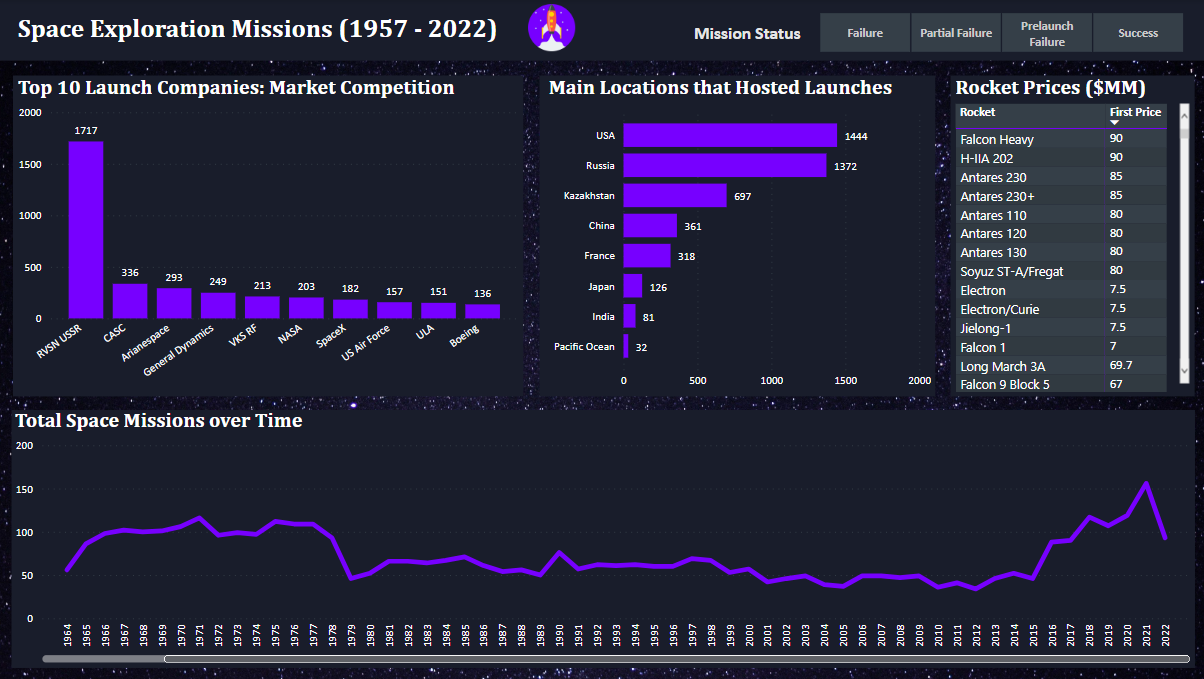 Space Exploration Missions (1957 - 2022)
Mission Status
Failure
Partial Failure
Prelaunch
Failure
Success
Top 10 Launch Companies: Market Competition
2000
1500
1000
500
0
1717
336
293
249
213
203
182
157
151
136
RVSN USSR
CASC
Arianespace
General Dynamics
VKS RF
NASA
SpaceX
US Air Force
ULA
Boeing
Main Locations that Hosted Launches
USA 1444
Russia 1372
Kazakhstan 697
China 361
France 318
Japan 126
India 81
Pacific Ocean 32
0 500 1000 1500 2000
Rocket Prices ($MM)
Rocket First Price
Falcon Heavy 90
H-IIA 202 90
Antares 230 85
Antares 230+ 85
Antares 110 80
Antares 120 80
Antares 130 80
Soyuz ST-A/Fregat 80
Electron 7.5
Electron/Curie 7.5
Jielong-1 7.5
Falcon 1 7
Long March 3A 69.7
Falcon 9 Block 5 67
Total Space Missions over Time
200
150
100
50
0
1964 1965 1966 1967 1968 1969 1970 1971 1972 1973 1974 1975 1976 1977 1978 1979 1980 1981 1982 1983 1984 1985 1986 1987 1988 1989 1990 1991 1992 1993 1994 1995 1996 1997 1998 1999 2000 2001 2002 2003 2004 2005 2006 2007 2008 2009 2010 2011 2012 2013 2014 2015 2016 2017 2018 2019 2020 2021 2022